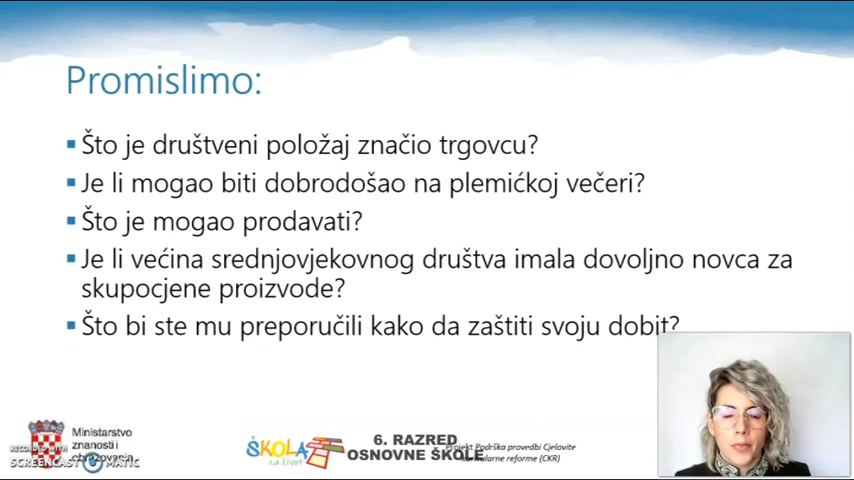 Promislimo:
Što je društveni položaj značio trgovcu?
Je li mogao biti dobrodošao na plemićkoj večeri?
Što je mogao prodavati?
Je li većina srednjovjekovnog društva imala dovoljno novca za
skupocjene proizvode?
Što bi ste mu preporučili kako da zaštiti svoju dobit?
Ministarstvo
znanosti i
obrazovanja
RECORDED WITH
SCREENCAST MATIC
ŠKOLA
za život
6. RAZRED
OSNOVNE ŠKOLE
Projekt Podrška provedbi Cjelovite
kurikularne reforme (CKR)